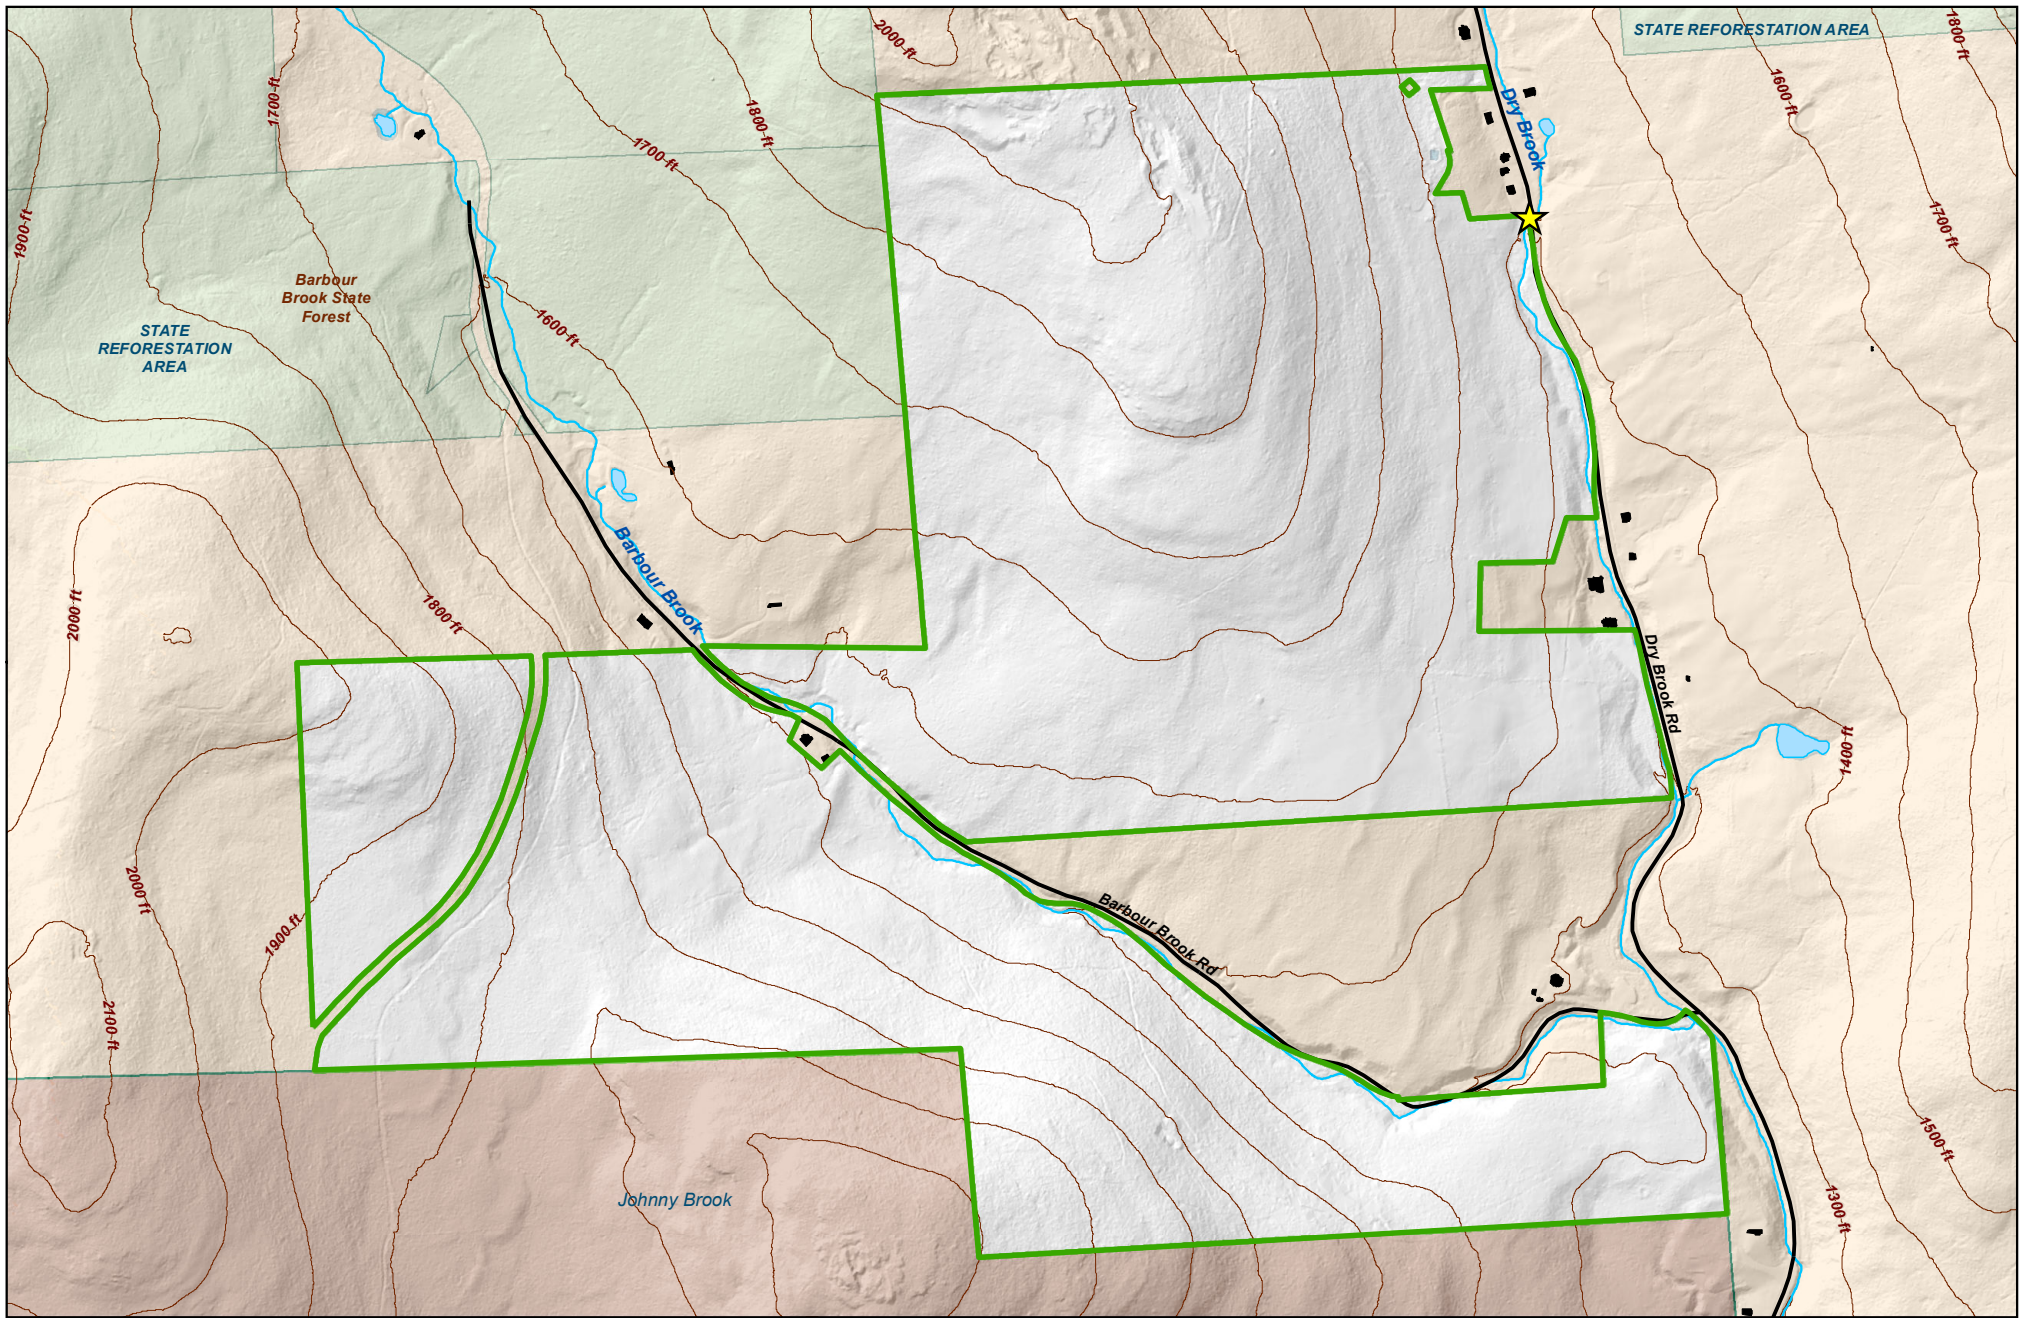 2000 ft
STATE REFORESTATION AREA
1800 ft
1700 ft
1800 ft
1600 ft
Dry Brook
1700 ft
1900 ft
1700 ft
Barbour
Brook State
Forest
STATE
REFORESTATION
AREA
1600 ft
Barbour Brook
2000 ft
1800 ft
Dry Brook Rd
1400 ft
2000 ft
1900 ft
Barbour Brook Rd
2100 ft
1500 ft
Johnny Brook
1300 ft